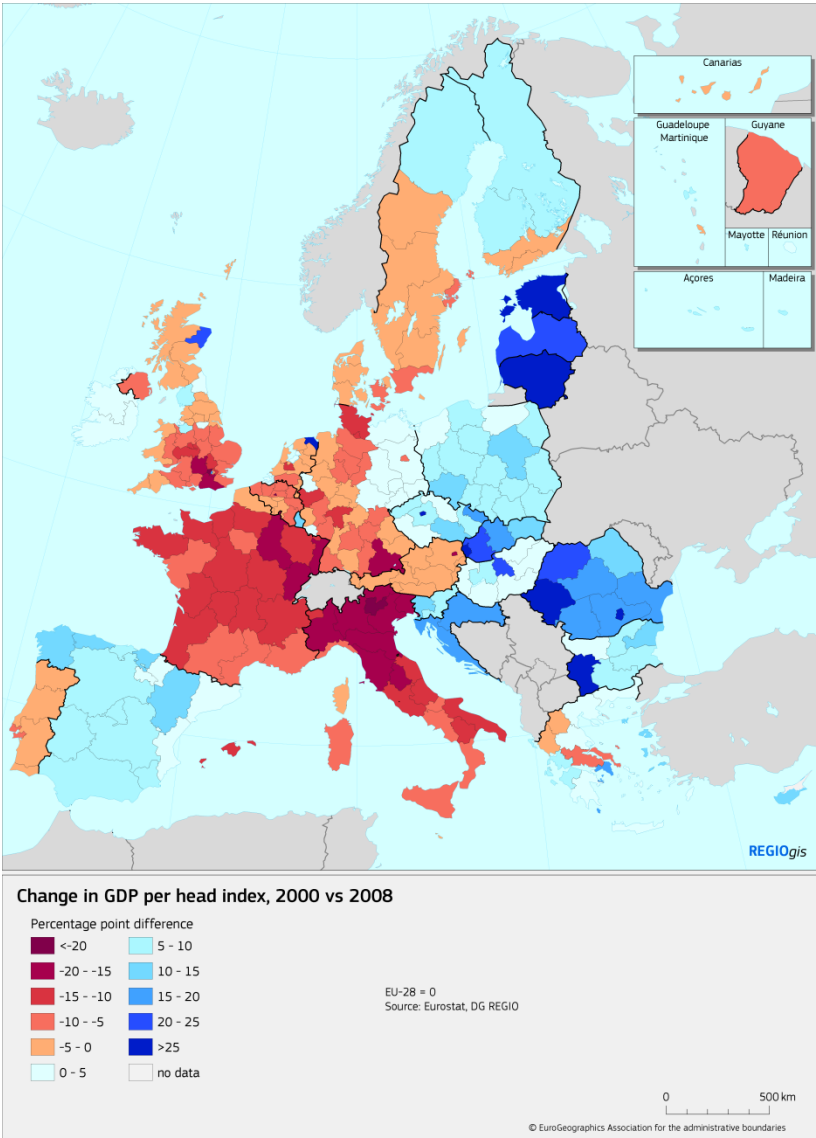 Canarias
Guadeloupe
Martinique
Guyane
Mayotte
Réunion
Açores
Madeira
REGIOgis
Change in GDP per head index, 2000 vs 2008
Percentage point difference
<-20
-20 - -15
-15 - -10
-10 - -5
-5 - 0
0 - 5
5 - 10
10 - 15
15 - 20
20 - 25
>25
no data
EU-28 = 0
Source: Eurostat, DG REGIO
0 500 km
© EuroGeographics Association for the administrative boundaries